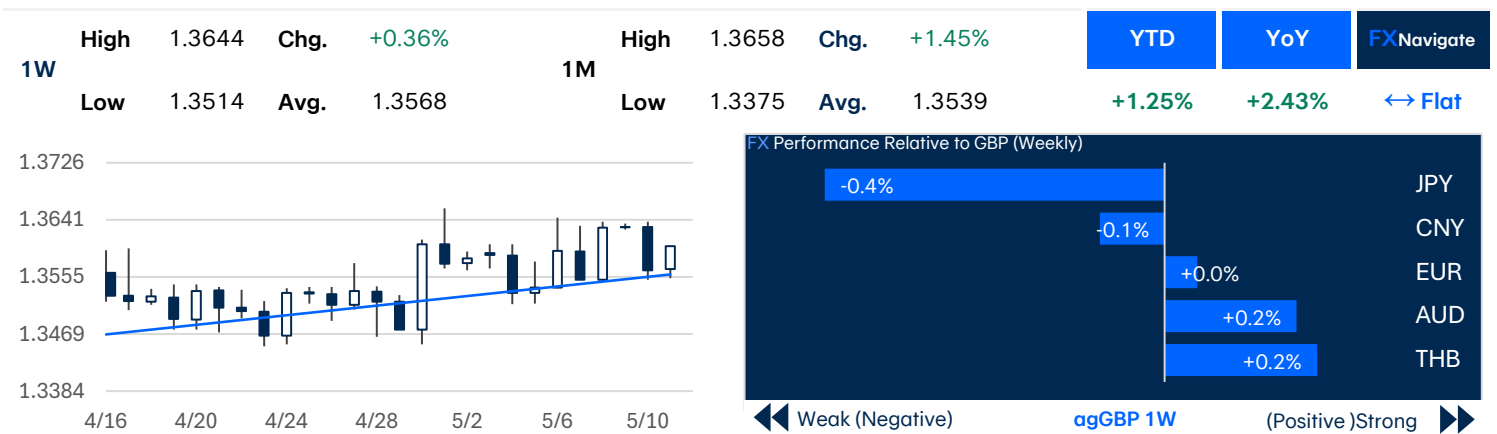 1W High 1.3644 Chg. +0.36%
Low 1.3514 Avg. 1.3568
1M High 1.3658 Chg. +1.45%
Low 1.3375 Avg. 1.3539
YTD YoY FXNavigate
+1.25% +2.43% ↔ Flat
1.3726
1.3641
1.3555
1.3469
1.3384
4/16 4/20 4/24 4/28 5/2 5/6 5/10
FX Performance Relative to GBP (Weekly)
-0.4% JPY
-0.1% CNY
+0.0% EUR
+0.2% AUD
+0.2% THB
Weak (Negative) agGBP 1W (Positive )Strong